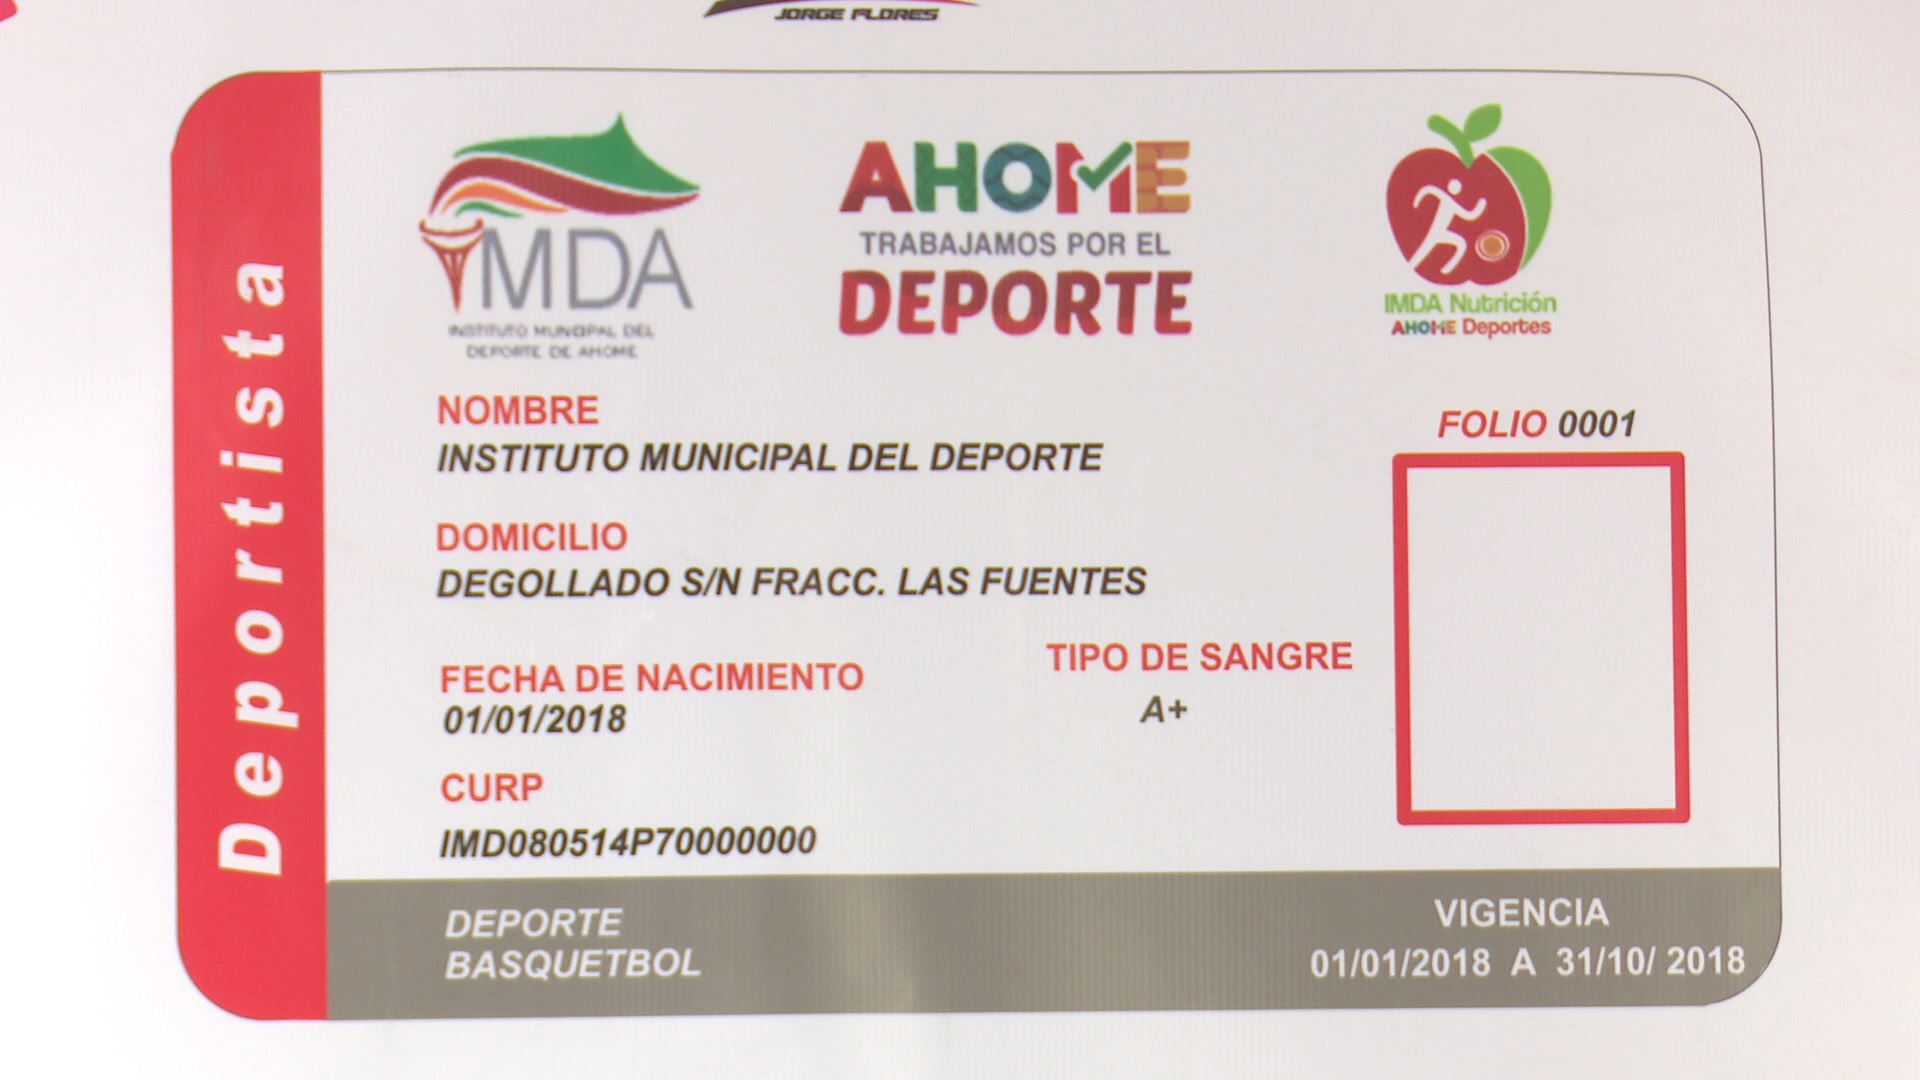 JORGE FLORES
Deportista
IMDA
INSTITUTO MUNICIPAL DEL
DEPORTE DE AHOME
AHOME
TRABAJAMOS POR EL
DEPORTE
IMDA Nutrición
AHOME Deportes
NOMBRE
INSTITUTO MUNICIPAL DEL DEPORTE
FOLIO 0001
DOMICILIO
DEGOLLADO S/N FRACC. LAS FUENTES
FECHA DE NACIMIENTO
01/01/2018
TIPO DE SANGRE
A+
CURP
IMD080514P70000000
DEPORTE
BASQUETBOL
VIGENCIA
01/01/2018 A 31/10/ 2018